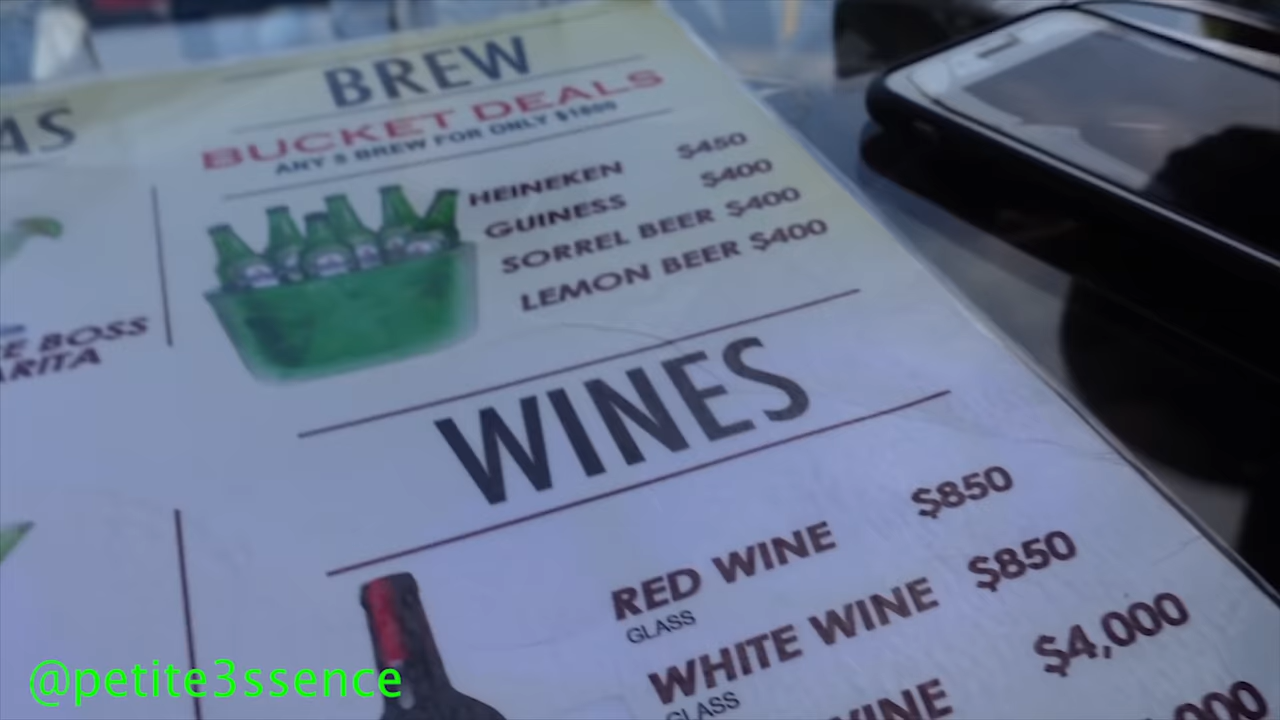 BREW
BUCKET DEALS
ANY 5 BREW FOR ONLY $1800
HEINEKEN $450
GUINESS $400
SORREL BEER $400
LEMON BEER $400
BOSS
WINES
RED WINE $850
GLASS
WHITE WINE $850
GLASS
WINE $4,000
@petite3ssence